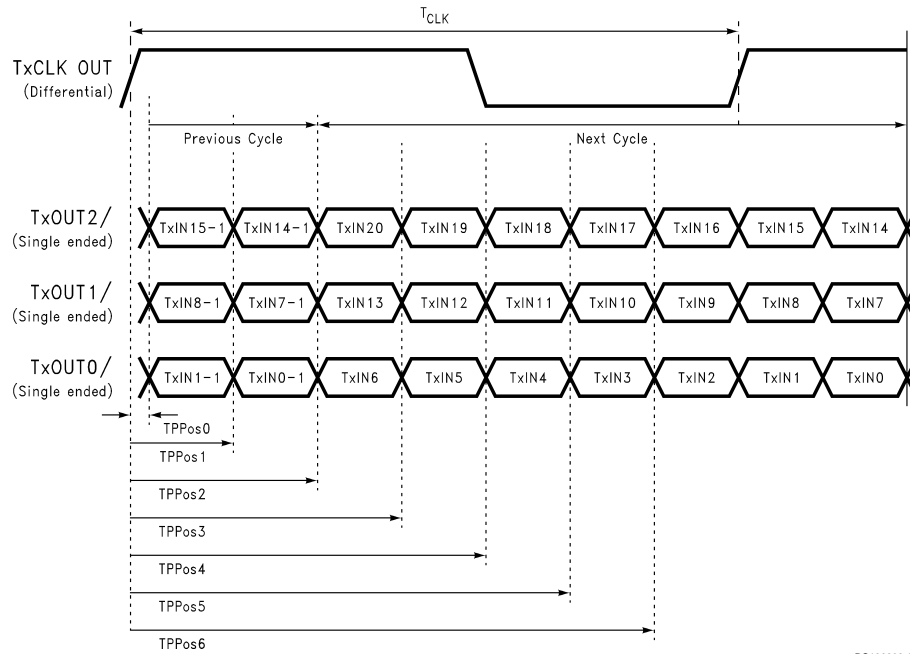 TCLK
TxCLK OUT
(Differential)
Previous Cycle
Next Cycle
TxOUT2/
(Single ended)
TxIN15-1 TxIN14-1 TxIN20 TxIN19 TxIN18 TxIN17 TxIN16 TxIN15 TxIN14
TxOUT1/
(Single ended)
TxIN8-1 TxIN7-1 TxIN13 TxIN12 TxIN11 TxIN10 TxIN9 TxIN8 TxIN7
TxOUT0/
(Single ended)
TxIN1-1 TxIN0-1 TxIN6 TxIN5 TxIN4 TxIN3 TxIN2 TxIN1 TxIN0
TPPos0
TPPos1
TPPos2
TPPos3
TPPos4
TPPos5
TPPos6